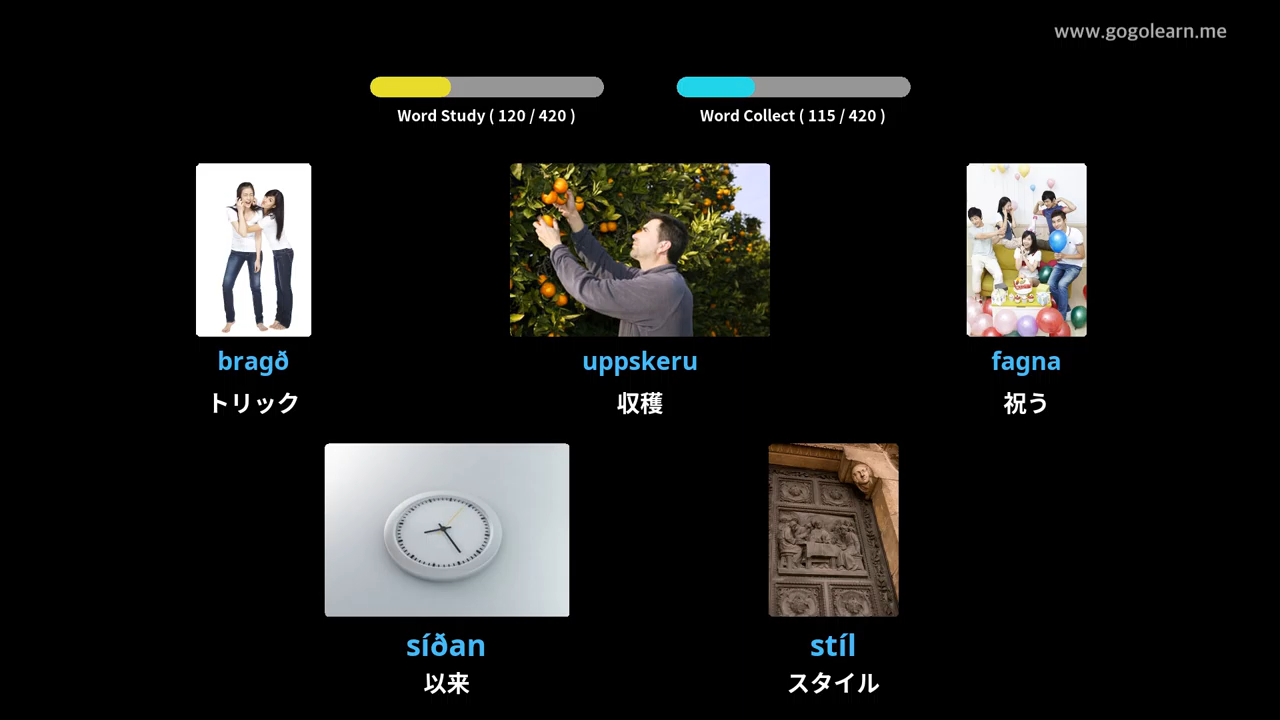 www.gogolearn.me
Word Study ( 120 / 420 )
Word Collect ( 115 / 420 )
bragð
トリック
uppskeru
収穫
fagna
祝う
síðan
以来
stíl
スタイル